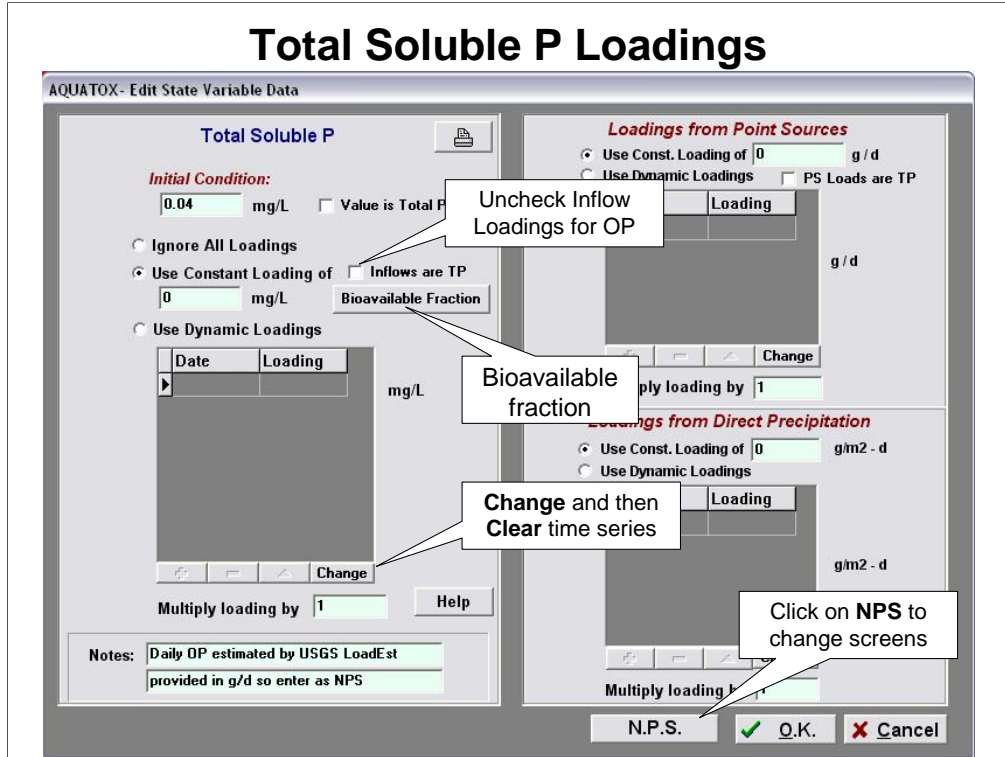 Total Soluble P Loadings
AQUATOX- Edit State Variable Data
Total Soluble P
Initial Condition:
0.04 mg/L Value is Total P
Uncheck Inflow
Loadings for OP
Ignore All Loadings
Use Constant Loading of Inflows are TP
0 mg/L Bioavailable Fraction
Use Dynamic Loadings
Date Loading
mg/L
Bioavailable
fraction
Change and then
Clear time series
Change
Multiply loading by 1 Help
Notes: Daily OP estimated by USGS LoadEst
provided in g/d so enter as NPS
Loadings from Point Sources
Use Const. Loading of 0 g / d
Use Dynamic Loadings PS Loads are TP
Loading
g / d
Change
ply loading by 1
Loadings from Direct Precipitation
Use Const. Loading of 0 g/m2 - d
Use Dynamic Loadings
Loading
g/m2 - d
Click on NPS to
change screens
Multiply loading by 1
N.P.S. O.K. Cancel